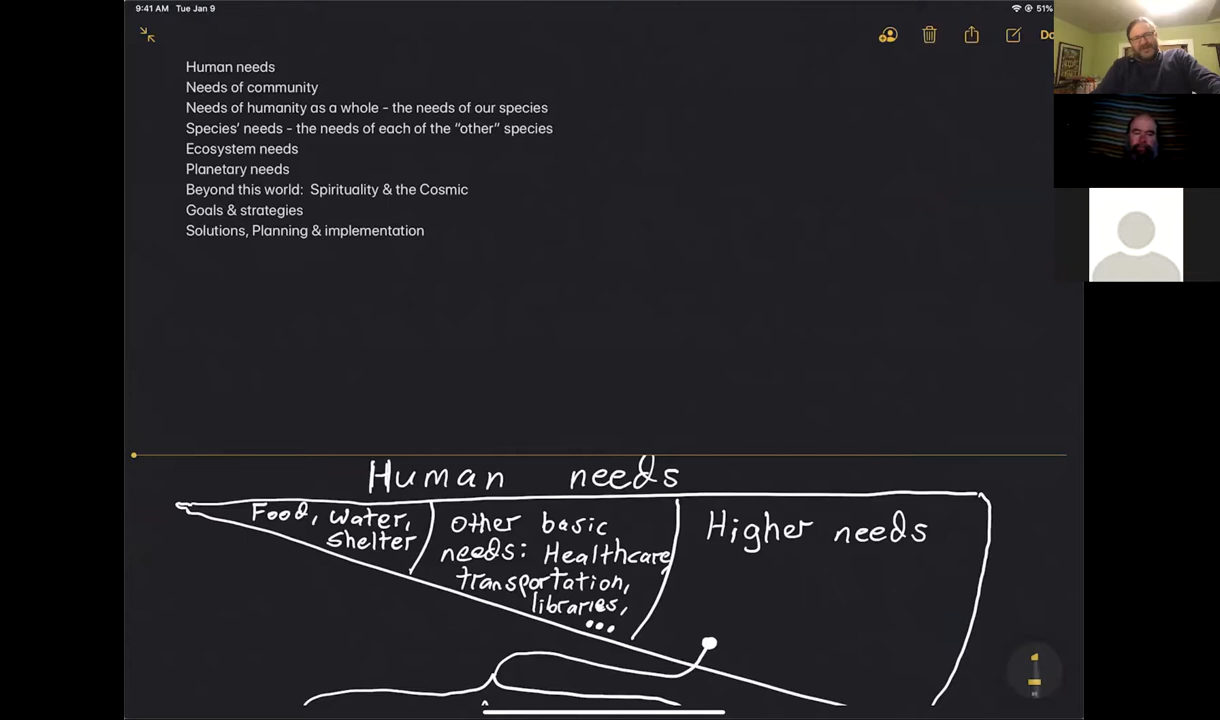 9:41 AM Tue Jan 9
51%
Do
Human needs
Needs of community
Needs of humanity as a whole - the needs of our species
Species' needs - the needs of each of the “other” species
Ecosystem needs
Planetary needs
Beyond this world: Spirituality & the Cosmic
Goals & strategies
Solutions, Planning & implementation
Human needs
Food, water,
shelter
Other basic
needs: Healthcare
transportation,
libraries,
...
Higher needs